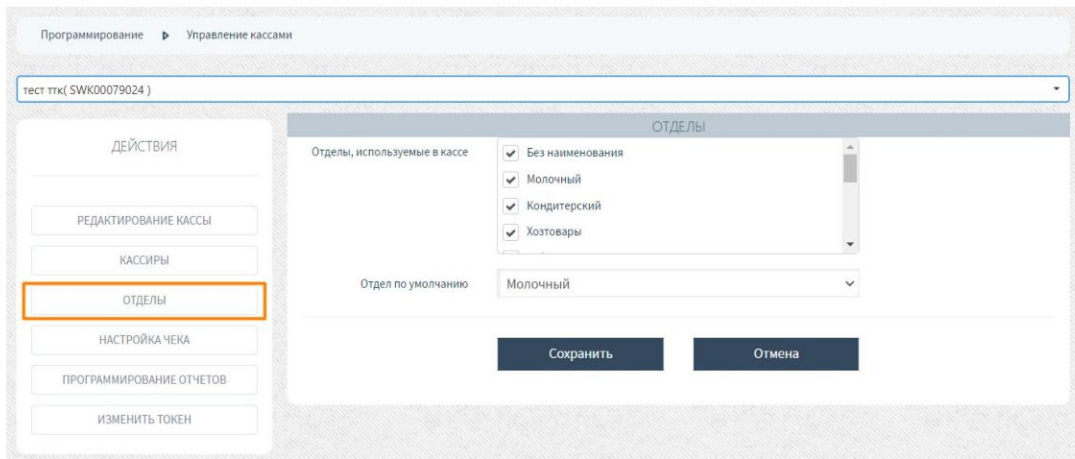 Программирование Управление кассами
тест ттк( SWK00079024 )
ДЕЙСТВИЯ
РЕДАКТИРОВАНИЕ КАССЫ
КАССИРЫ
ОТДЕЛЫ
НАСТРОЙКА ЧЕКА
ПРОГРАММИРОВАНИЕ ОТЧЕТОВ
ИЗМЕНИТЬ ТОКЕН
ОТДЕЛЫ
Отделы, используемые в кассе
Без наименования
Молочный
Кондитерский
Хозтовары
Отдел по умолчанию Молочный
Сохранить Отмена